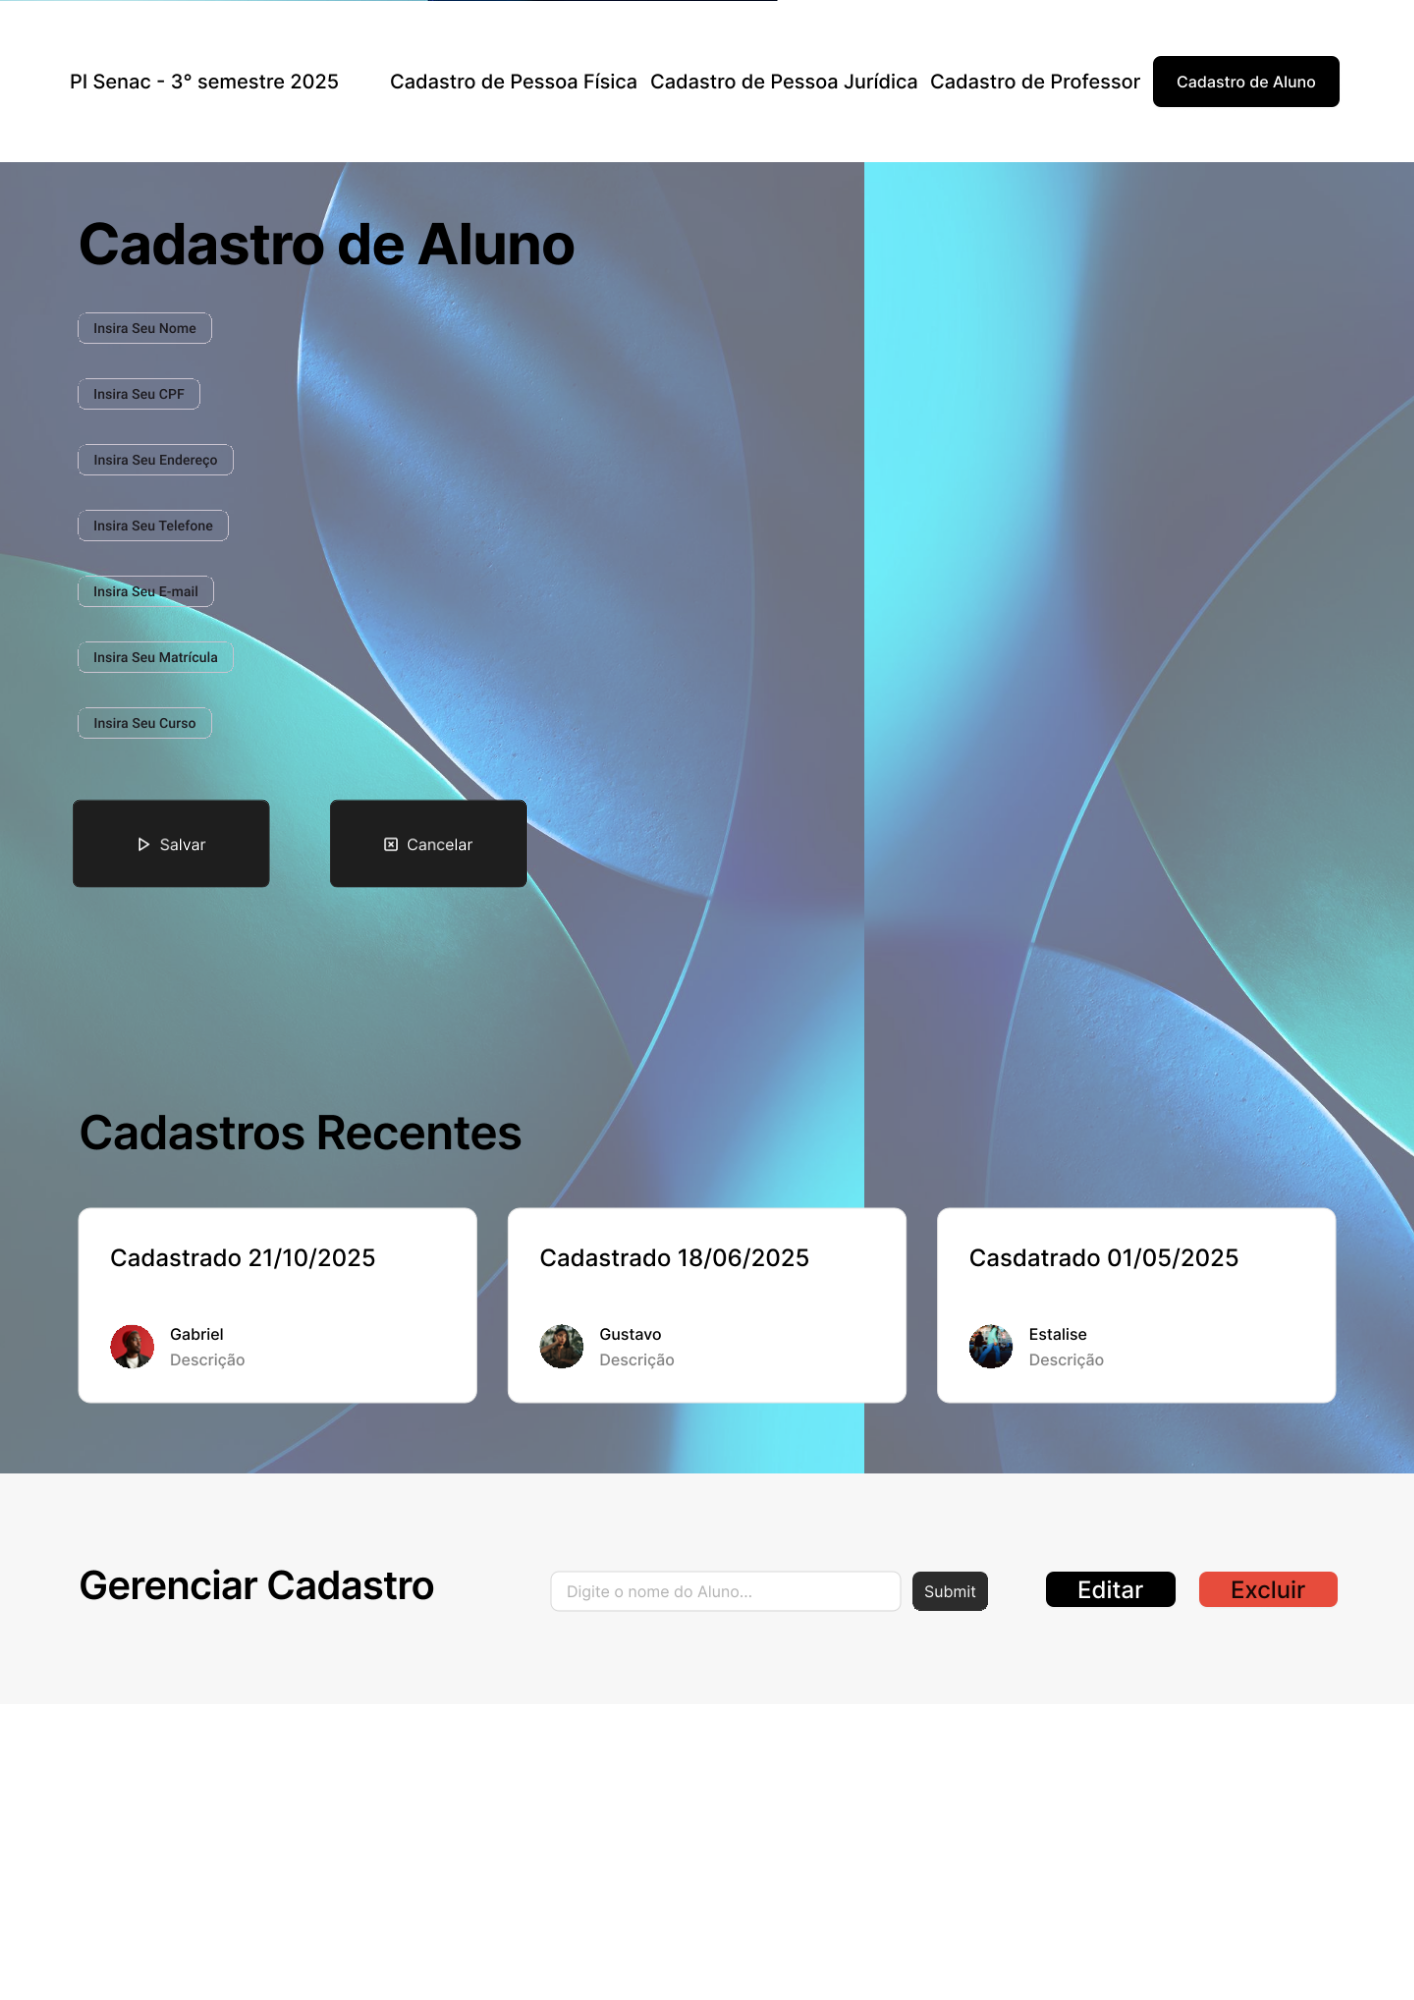 PI Senac - 3° semestre 2025 Cadastro de Pessoa Física Cadastro de Pessoa Jurídica Cadastro de Professor Cadastro de Aluno
Cadastro de Aluno
Insira Seu Nome
Insira Seu CPF
Insira Seu Endereço
Insira Seu Telefone
Insira Seu E-mail
Insira Seu Matrícula
Insira Seu Curso
Salvar Cancelar
Cadastros Recentes
Cadastrado 21/10/2025
Gabriel
Descrição
Cadastrado 18/06/2025
Gustavo
Descrição
Casdatrado 01/05/2025
Estalise
Descrição
Gerenciar Cadastro Digite o nome do Aluno... Submit Editar Excluir